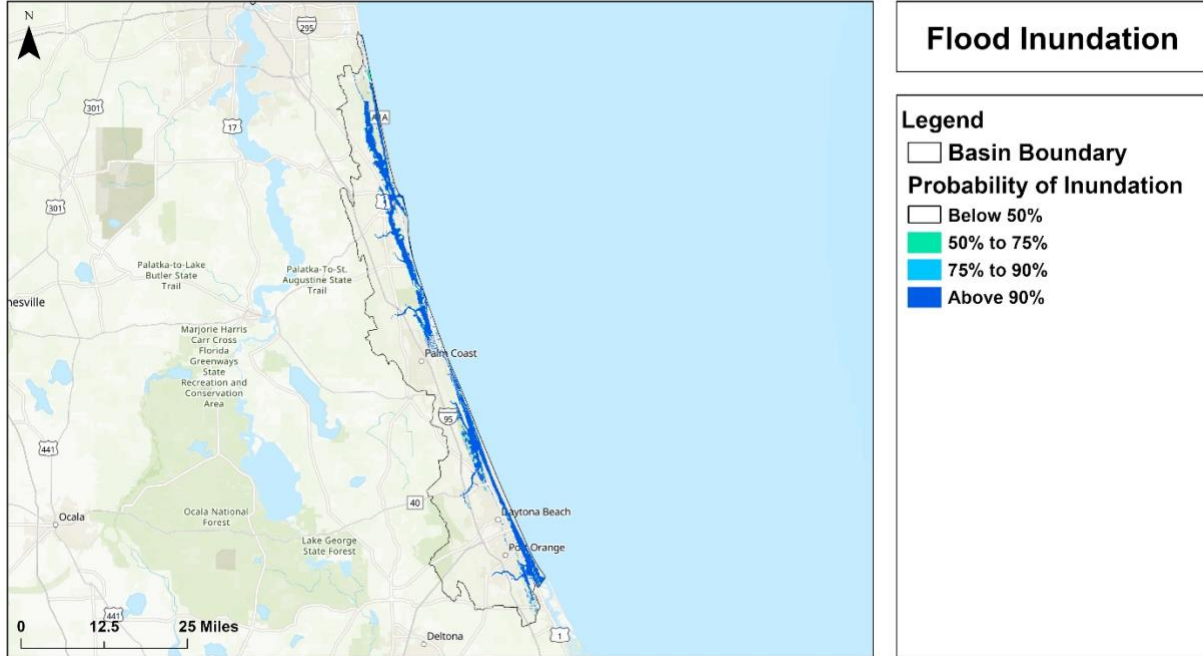 N
295
301
17
A1A
301
1
Palatka-to-Lake
Butler State
Trail
Palatka-To-St.
Augustine State
Trail
nesville
Marjorie Harris
Carr Cross
Florida
Greenways
State
Recreation and
Conservation
Area
Palm Coast
95
441
40
Ocala
Ocala National
Forest
Lake George
State Forest
Daytona Beach
Port Orange
441
Deltona
1
0 12.5 25 Miles
Flood Inundation
Legend
Basin Boundary
Probability of Inundation
Below 50%
50% to 75%
75% to 90%
Above 90%